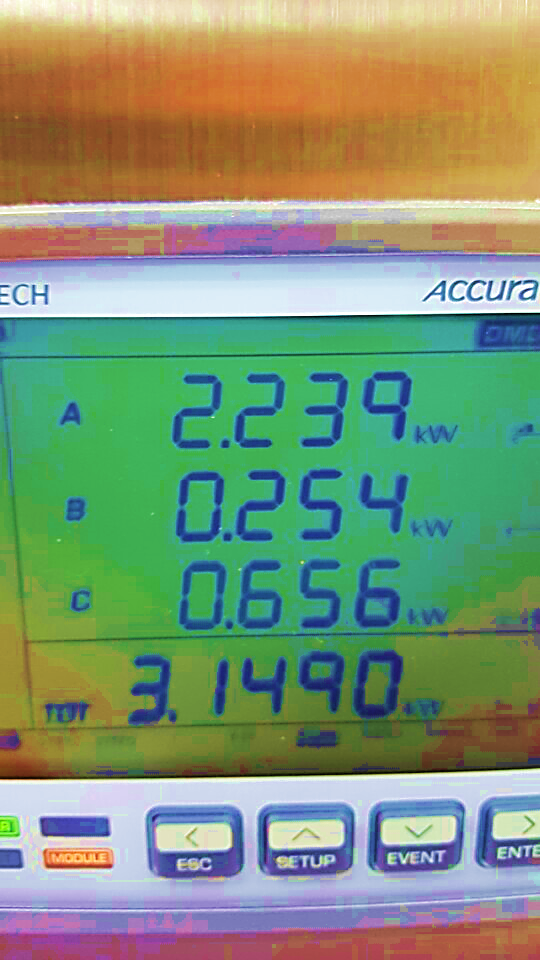 ECH ACCura
DM
A 2.239 kW
B 0.254 kW
C 0.656 kW
TOT 3.1490 kW
MODULE
ESC SETUP EVENT ENTE